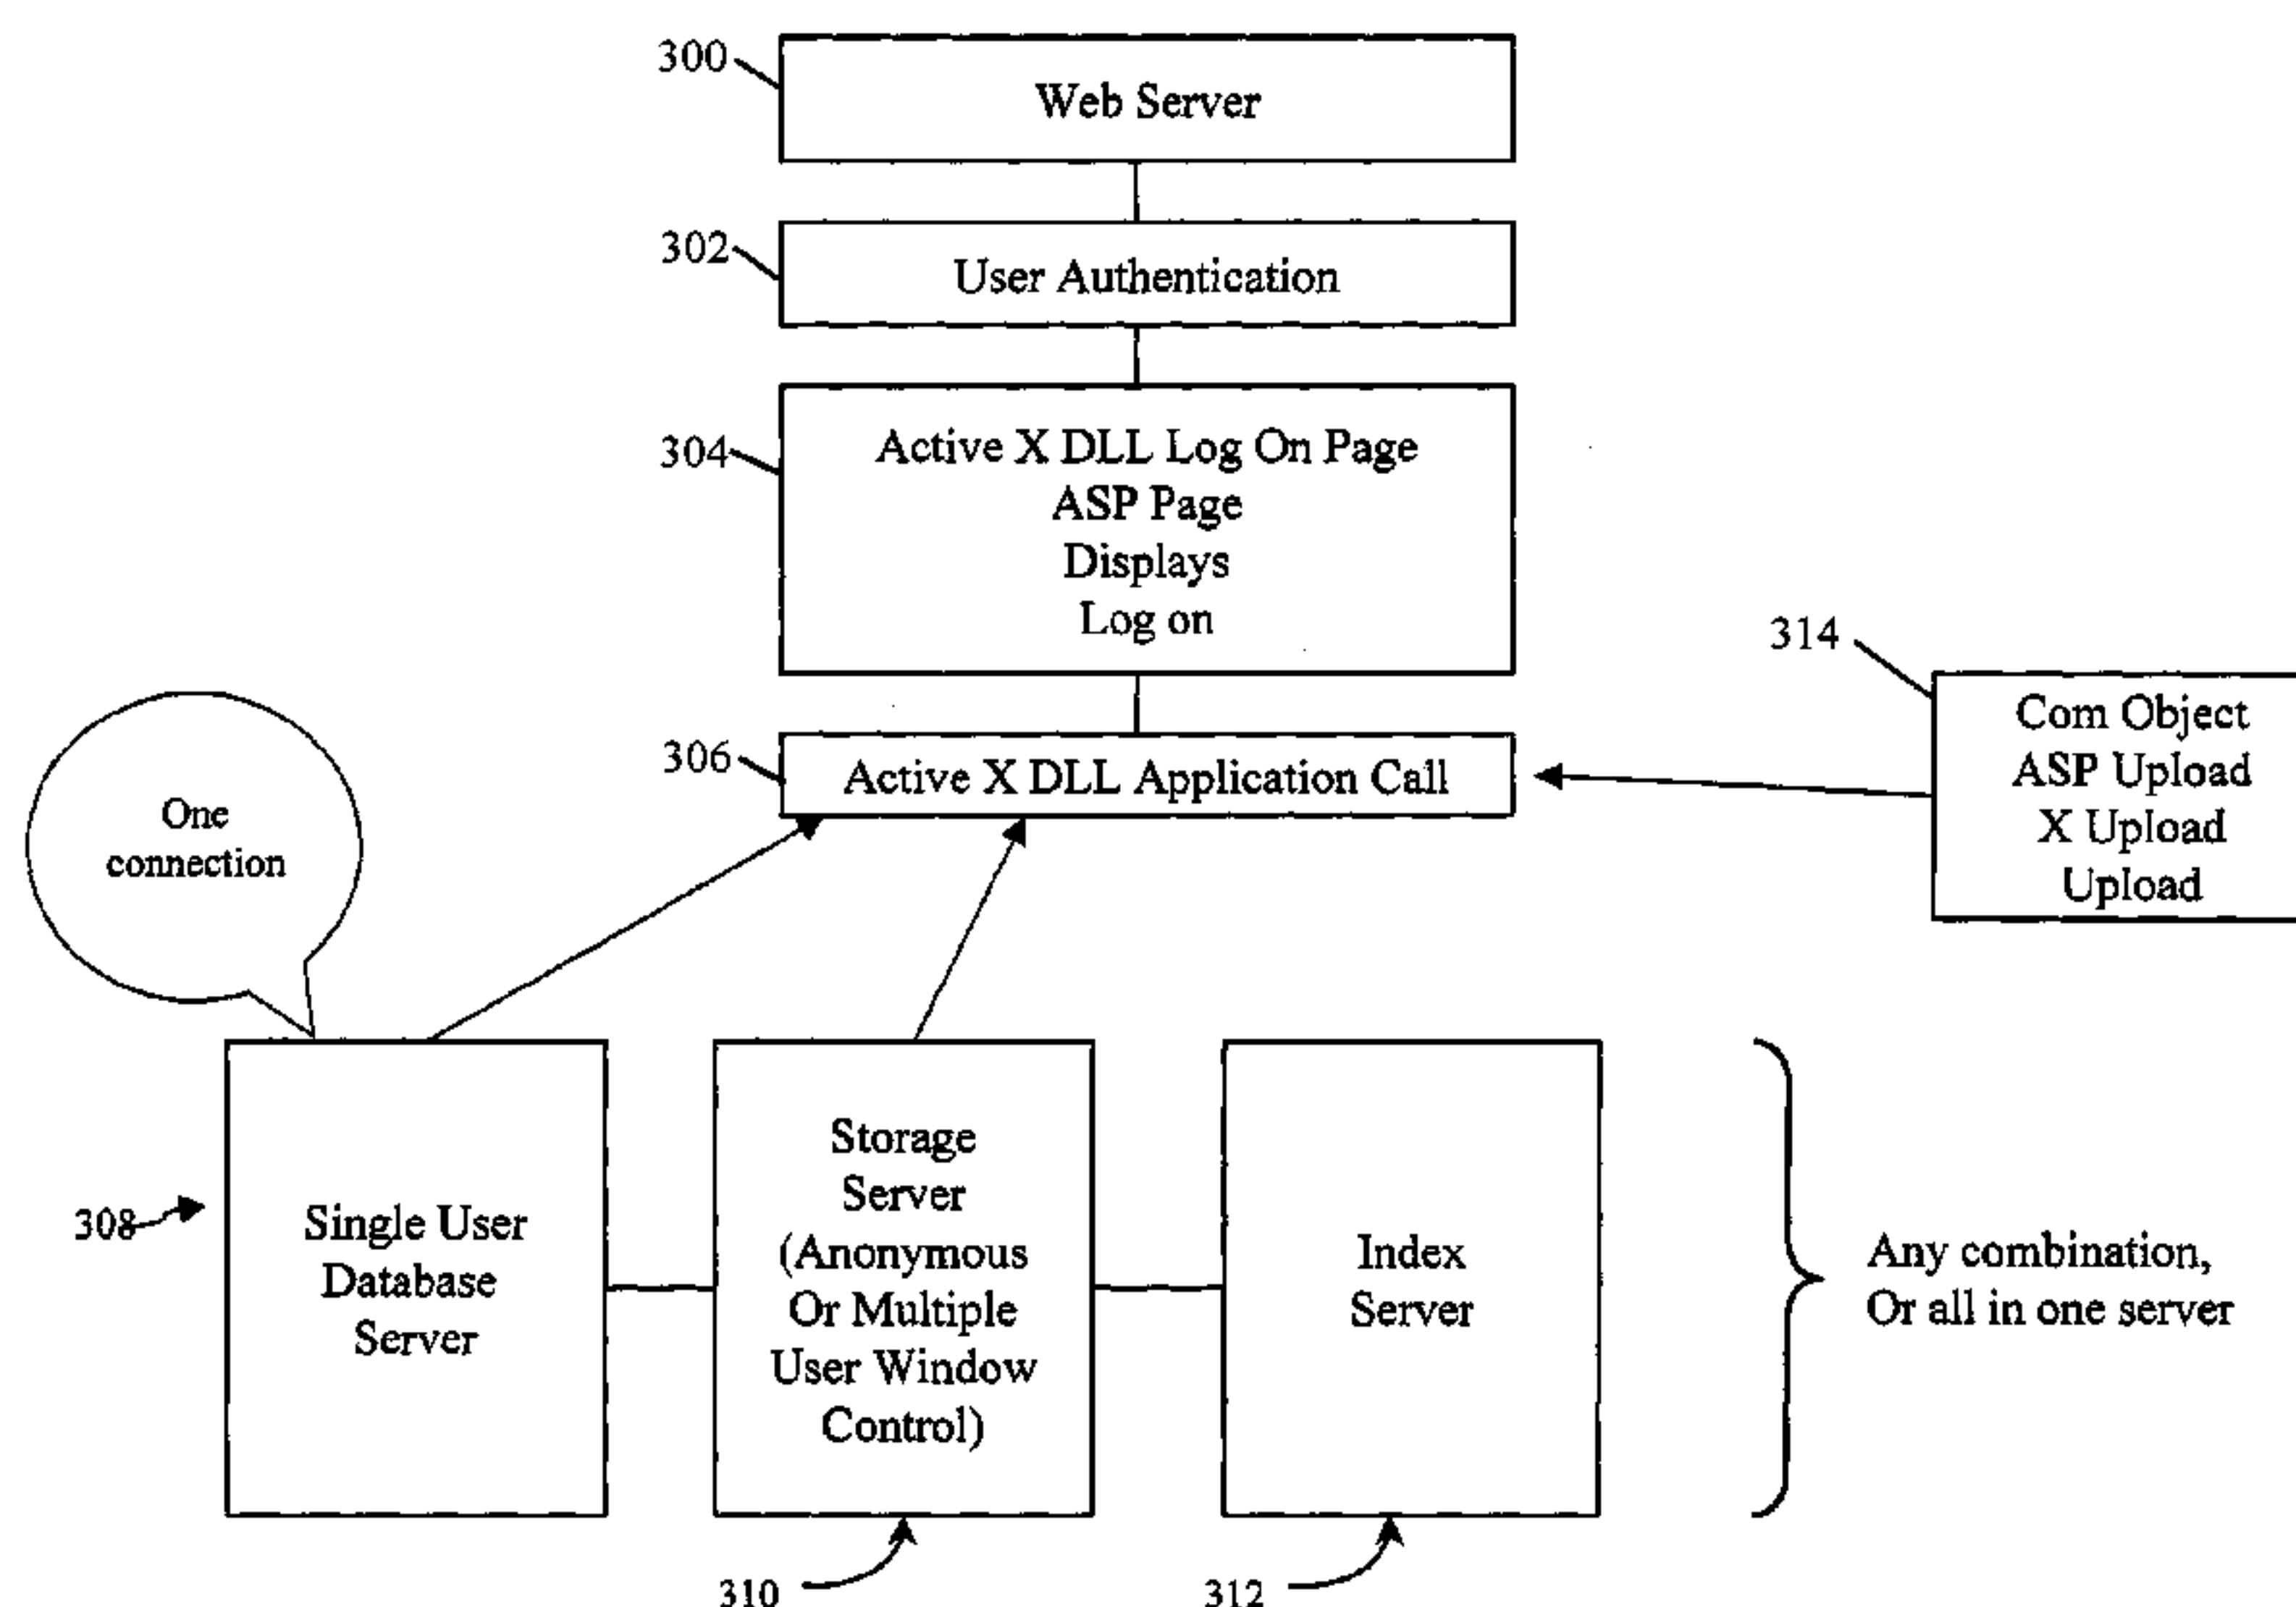 300
Web Server
302
User Authentication
304
Active X DLL Log On Page
ASP Page
Displays
Log on
314
Com Object
ASP Upload
X Upload
Upload
306
Active X DLL Application Call
One
connection
308
Single User
Database
Server
Storage
Server
(Anonymous
Or Multiple
User Window
Control)
Index
Server
Any combination,
Or all in one server
310
312